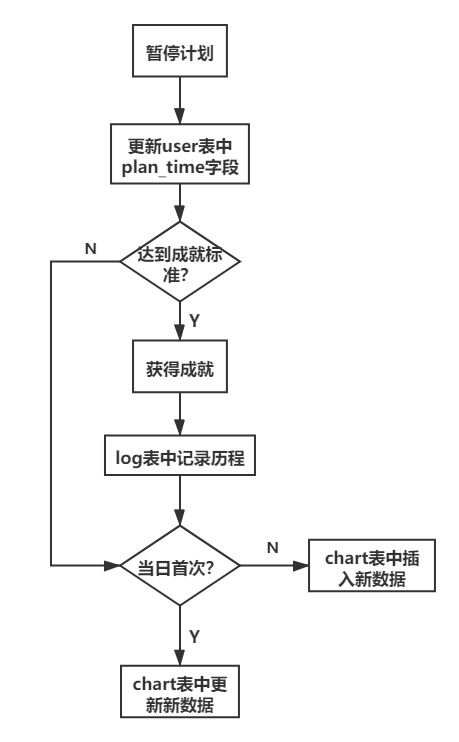 暂停计划
更新user表中
plan_time字段
达到成就标
准?
N
Y
获得成就
log表中记录历程
当日首次?
N
chart表中插
入新数据
Y
chart表中更
新新数据